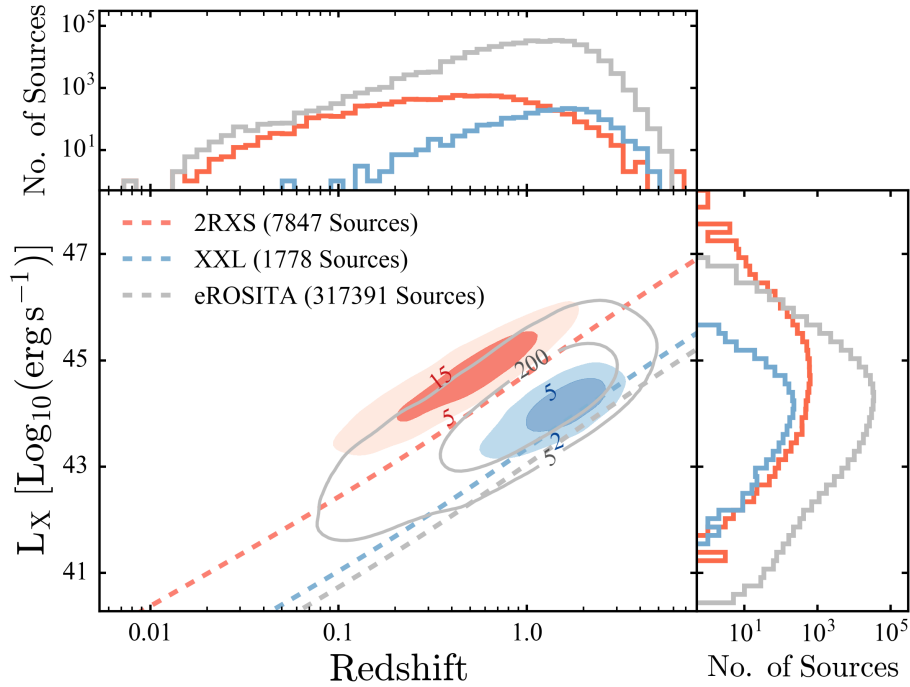 No. of Sources
10^5
10^3
10^1
2RXS (7847 Sources)
XXL (1778 Sources)
eROSITA (317391 Sources)
L_X [Log_10(erg s^−1)]
47
45
43
41
15
200
5
5
2
5
0.01 0.1 1.0
Redshift
10^1 10^3 10^5
No. of Sources